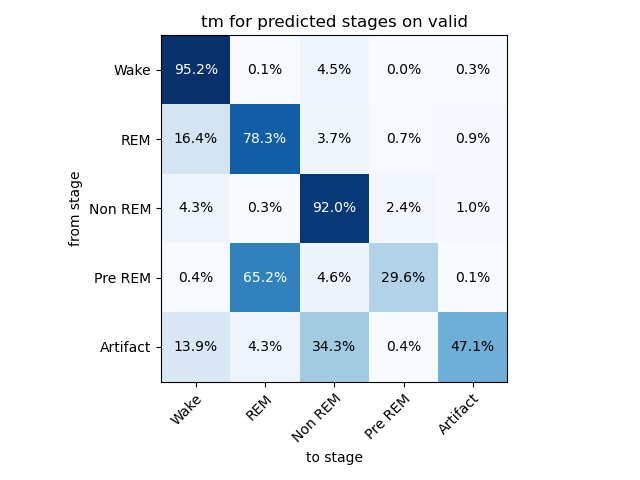 tm for predicted stages on valid
from stage
Wake 95.2% 0.1% 4.5% 0.0% 0.3%
REM 16.4% 78.3% 3.7% 0.7% 0.9%
Non REM 4.3% 0.3% 92.0% 2.4% 1.0%
Pre REM 0.4% 65.2% 4.6% 29.6% 0.1%
Artifact 13.9% 4.3% 34.3% 0.4% 47.1%
Wake REM Non REM Pre REM Artifact
to stage